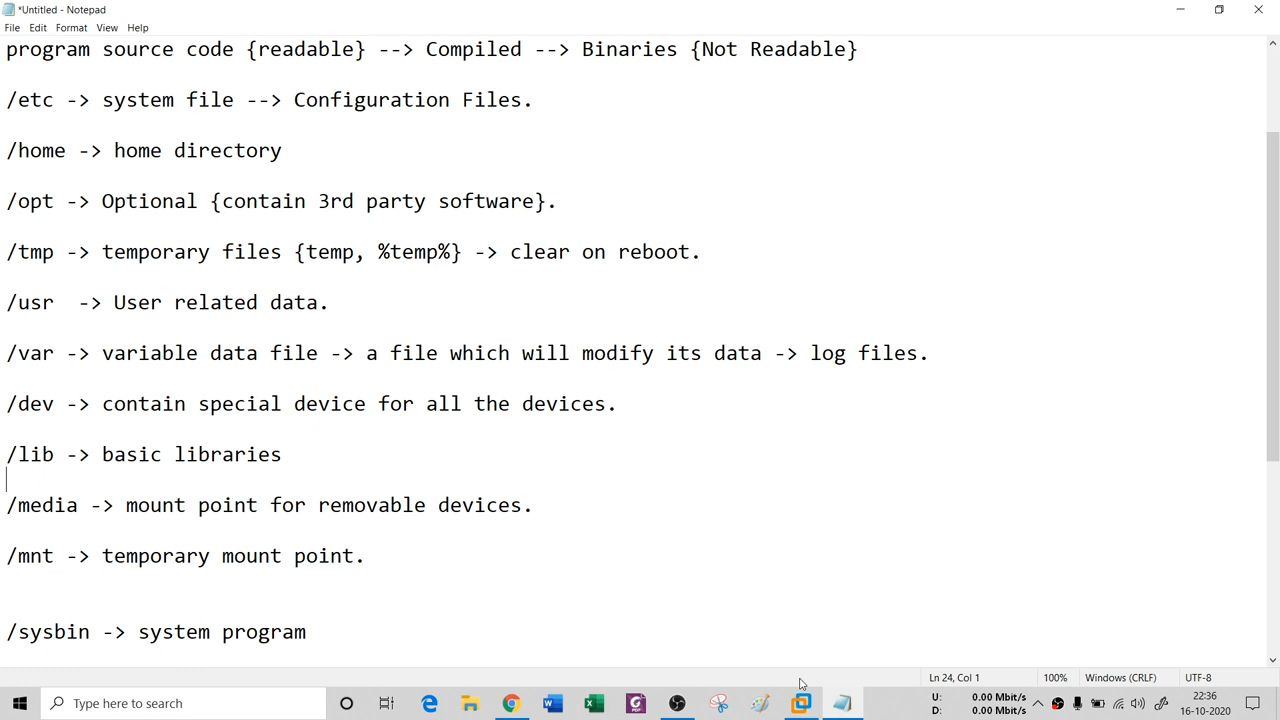 *Untitled - Notepad
File Edit Format View Help
program source code {readable} --> Compiled --> Binaries {Not Readable}
/etc -> system file --> Configuration Files.
/home -> home directory
/opt -> Optional {contain 3rd party software}.
/tmp -> temporary files {temp, %temp%} -> clear on reboot.
/usr  -> User related data.
/var -> variable data file -> a file which will modify its data -> log files.
/dev -> contain special device for all the devices.
/lib -> basic libraries
/media -> mount point for removable devices.
/mnt -> temporary mount point.
/sysbin -> system program
Ln 24, Col 1 100% Windows (CRLF) UTF-8
Type here to search
U: 0.00 Mbit/s
D: 0.00 Mbit/s
22:36
16-10-2020